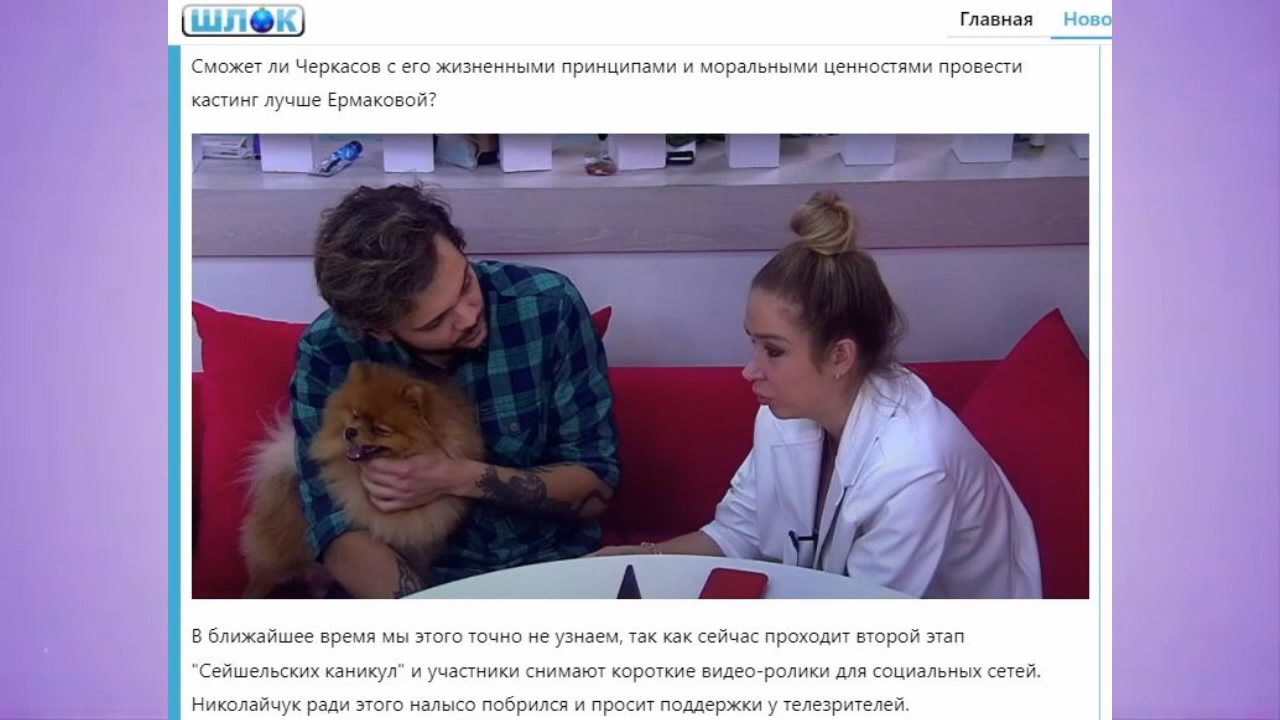 ШЛОК
Главная
Ново
Сможет ли Черкасов с его жизненными принципами и моральными ценностями провести
кастинг лучше Ермаковой?
В ближайшее время мы этого точно не узнаем, так как сейчас проходит второй этап
"Сейшельских каникул" и участники снимают короткие видео-ролики для социальных сетей.
Николайчук ради этого налысо побрился и просит поддержки у телезрителей.